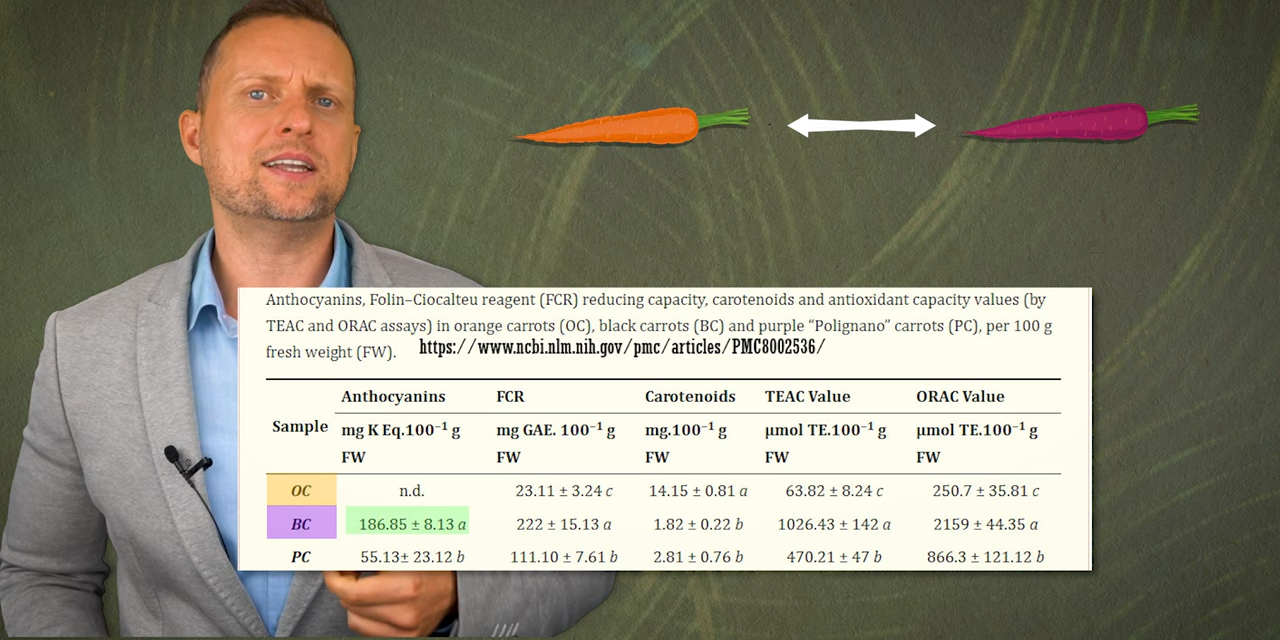 Anthocyanins, Folin–Ciocalteu reagent (FCR) reducing capacity, carotenoids and antioxidant capacity values (by
TEAC and ORAC assays) in orange carrots (OC), black carrots (BC) and purple “Polignano” carrots (PC), per 100 g
fresh weight (FW). https://www.ncbi.nlm.nih.gov/pmc/articles/PMC8002536/
Anthocyanins FCR Carotenoids TEAC Value ORAC Value
Sample
mg K Eq.100⁻¹ g mg GAE. 100⁻¹ g mg.100⁻¹ g µmol TE.100⁻¹ g µmol TE.100⁻¹ g
FW FW FW FW FW
OC n.d. 23.11 ± 3.24 c 14.15 ± 0.81 a 63.82 ± 8.24 c 250.7 ± 35.81 c
BC 186.85 ± 8.13 a 222 ± 15.13 a 1.82 ± 0.22 b 1026.43 ± 142 a 2159 ± 44.35 a
PC 55.13± 23.12 b 111.10 ± 7.61 b 2.81 ± 0.76 b 470.21 ± 47 b 866.3 ± 121.12 b